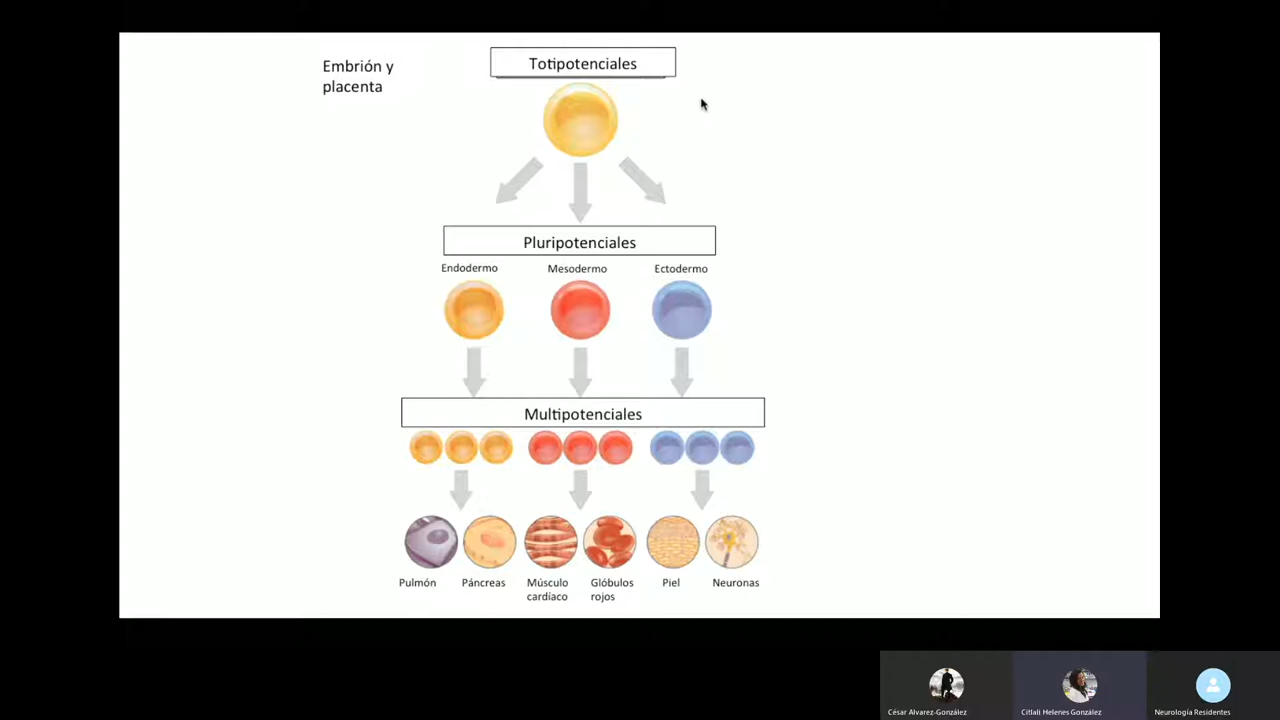 Embrión y
placenta
Totipotenciales
Pluripotenciales
Endodermo
Mesodermo
Ectodermo
Multipotenciales
Pulmón
Páncreas
Músculo
cardíaco
Glóbulos
rojos
Piel
Neuronas
César Alvarez-González
Citlali Helenes González
Neurología Residentes